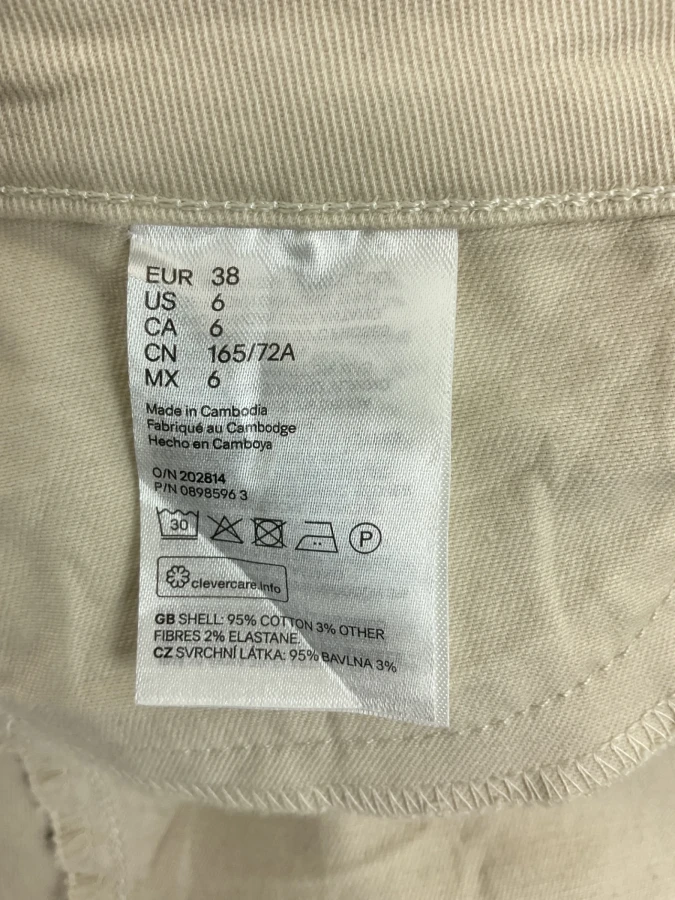 EUR 38
US 6
CA 6
CN 165/72A
MX 6
Made in Cambodia
Fabriqué au Cambodge
Hecho en Camboya
O/N 202814
P/N 0898596 3
30
P
clevercare.info
GB SHELL: 95% COTTON 3% OTHER
FIBRES 2% ELASTANE.
CZ SVRCHNÍ LÁTKA: 95% BAVLNA 3%